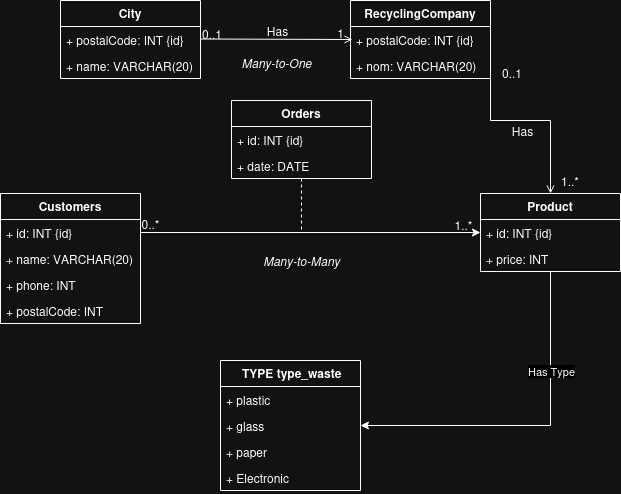 City
+ postalCode: INT {id}
+ name: VARCHAR(20)
0..1
Has
1
Many-to-One
RecyclingCompany
+ postalCode: INT {id}
+ nom: VARCHAR(20)
0..1
Has
1..*
Orders
+ id: INT {id}
+ date: DATE
Customers
+ id: INT {id}
+ name: VARCHAR(20)
+ phone: INT
+ postalCode: INT
0..*
1..*
Many-to-Many
Product
+ id: INT {id}
+ price: INT
Has Type
TYPE type_waste
+ plastic
+ glass
+ paper
+ Electronic